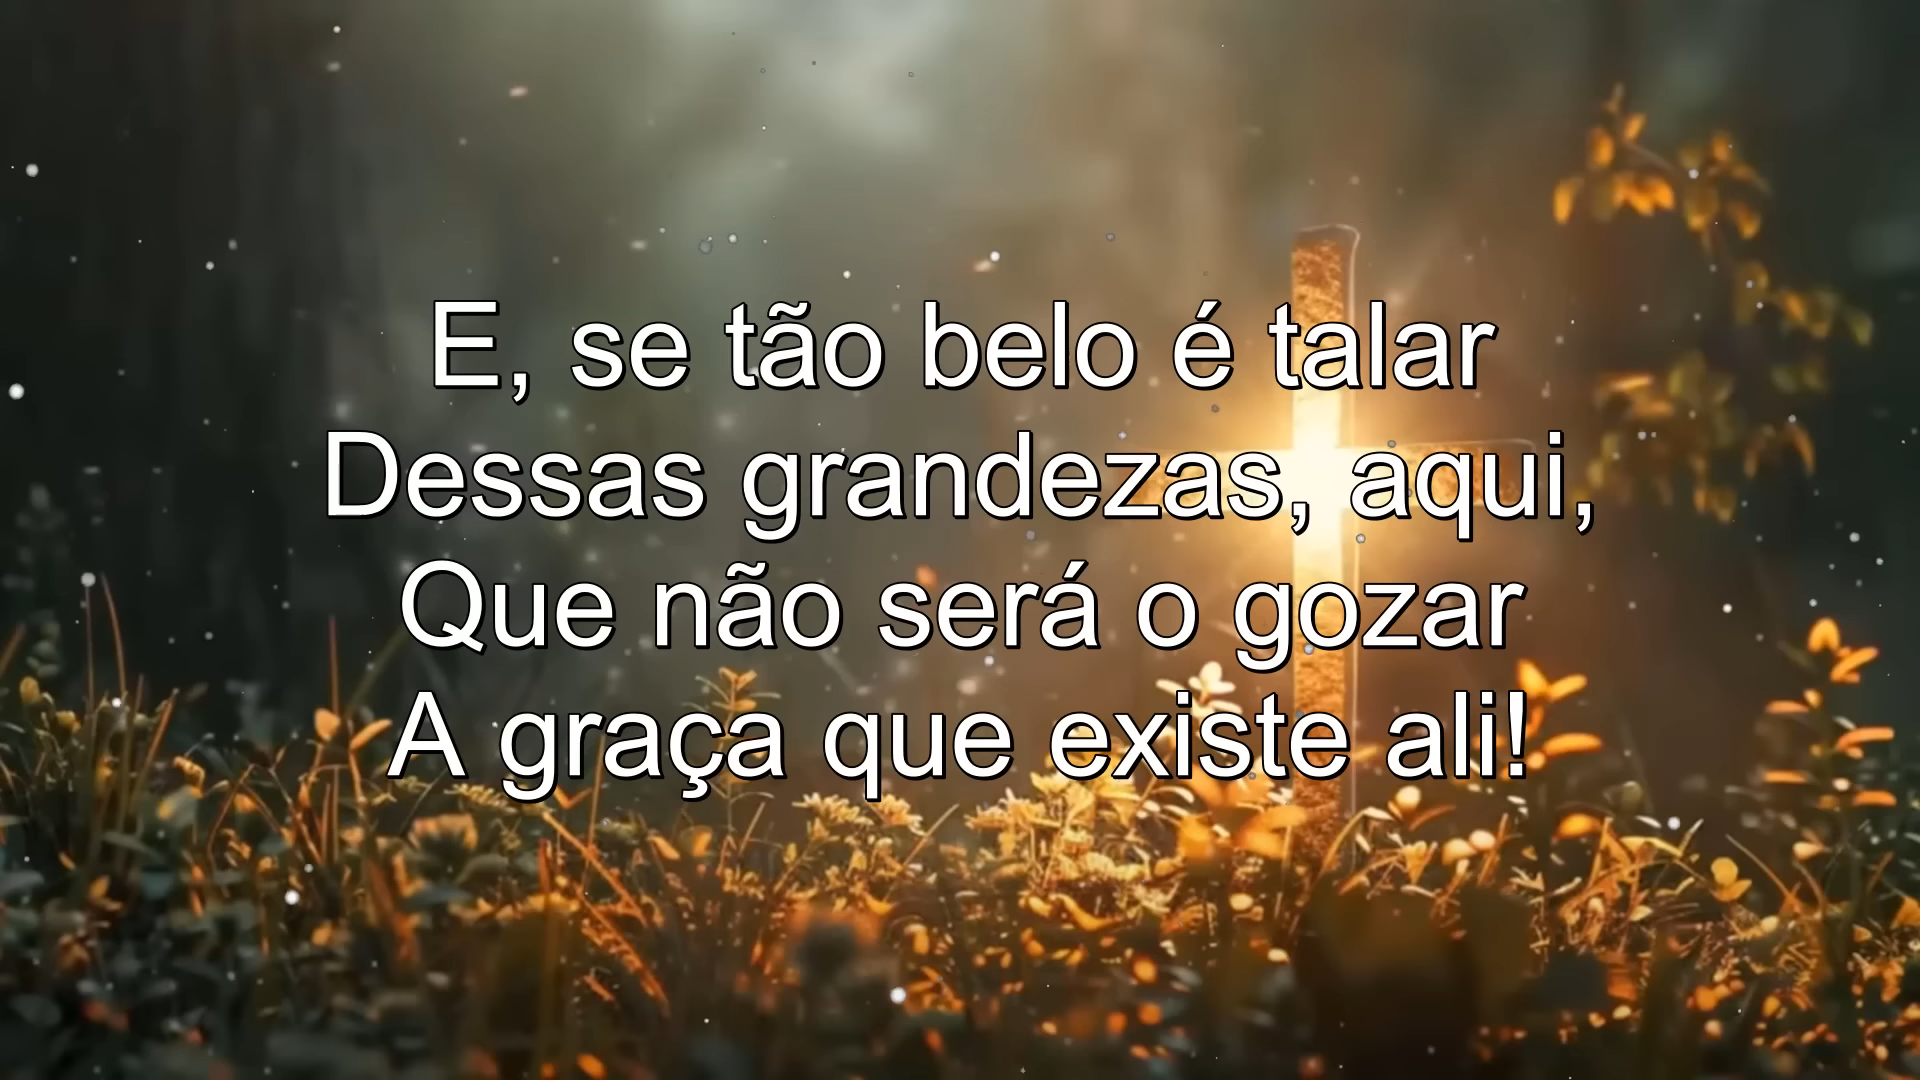 E, se tão belo é talar
Dessas grandezas, aqui,
Que não será o gozar
A graça que existe ali!